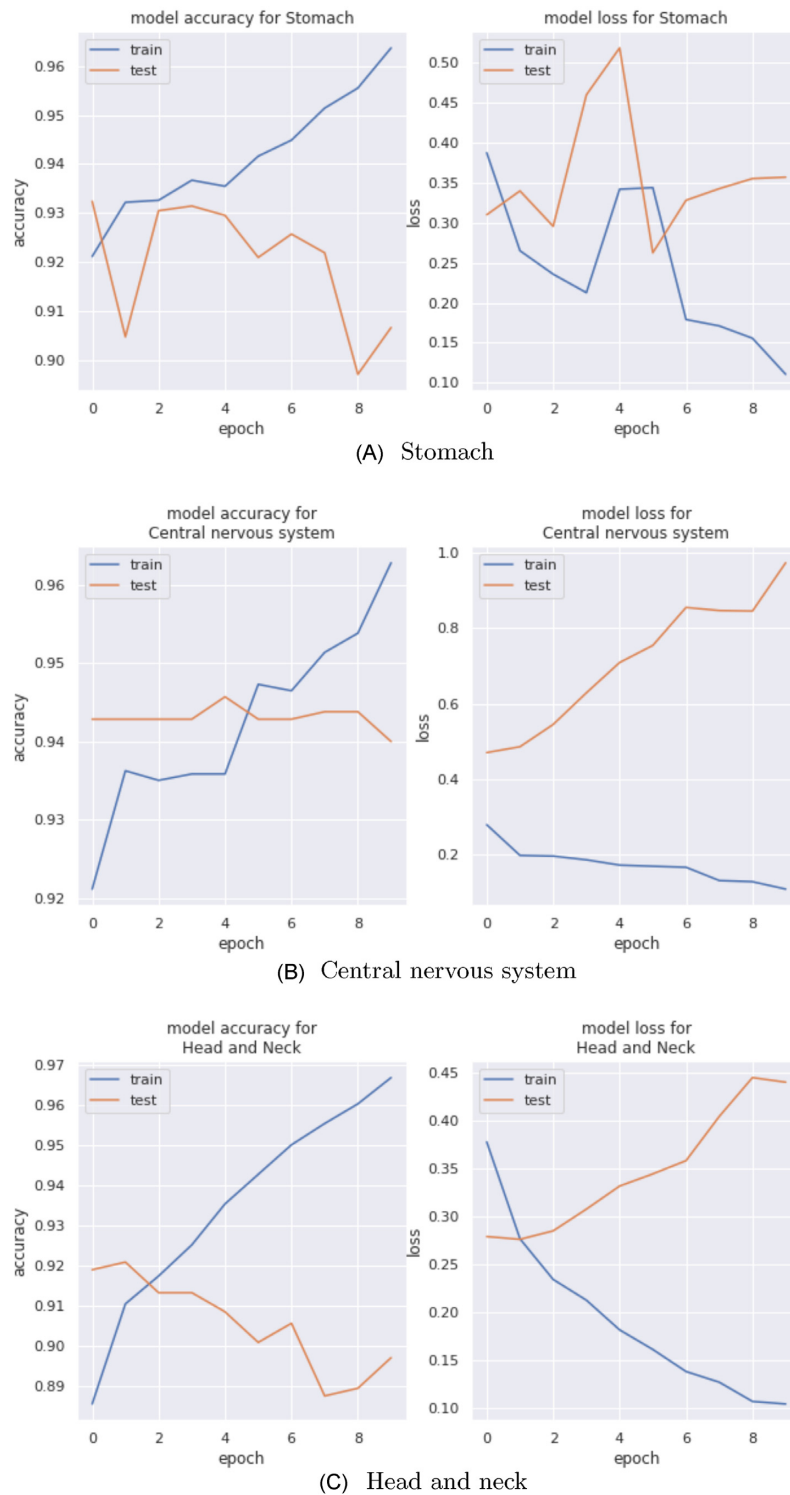 model accuracy for Stomach
train
test
0.96
0.95
0.94
0.93
0.92
0.91
0.90
accuracy
0 2 4 6 8
epoch
model loss for Stomach
train
test
0.50
0.45
0.40
0.35
0.30
0.25
0.20
0.15
0.10
loss
0 2 4 6 8
epoch
(A) Stomach
model accuracy for
Central nervous system
train
test
0.96
0.95
0.94
0.93
0.92
accuracy
0 2 4 6 8
epoch
model loss for
Central nervous system
train
test
1.0
0.8
0.6
0.4
0.2
loss
0 2 4 6 8
epoch
(B) Central nervous system
model accuracy for
Head and Neck
train
test
0.97
0.96
0.95
0.94
0.93
0.92
0.91
0.90
0.89
accuracy
0 2 4 6 8
epoch
model loss for
Head and Neck
train
test
0.45
0.40
0.35
0.30
0.25
0.20
0.15
0.10
loss
0 2 4 6 8
epoch
(C) Head and neck